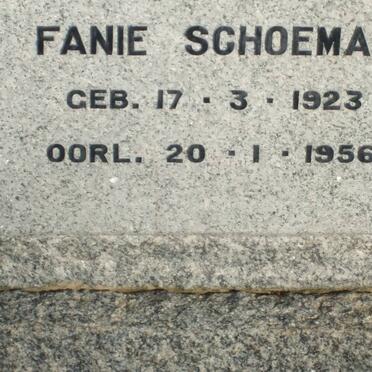 FANIE SCHOEMA
GEB. 17 · 3 · 1923
OORL. 20 · 1 · 1956